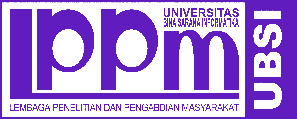 lppm
UNIVERSITAS
BINA SARANA INFORMATIKA
LEMBAGA PENELITIAN DAN PENGABDIAN MASYARAKAT
UBSI